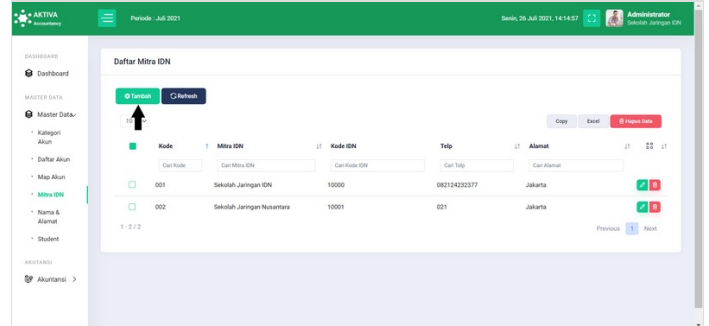 AKTIVA
Accountancy
Periode : Juli 2021
Senin, 26 Juli 2021, 14:14:57
Administrator
Sekolah Jaringan IDN
DASHBOARD
Dashboard
MASTER DATA
Master Data
Kategori
Akun
Daftar Akun
Map Akun
Mitra IDN
Nama &
Alamat
Student
AKUTANSI
Akuntansi >
Daftar Mitra IDN
Tambah
Refresh
10
Copy
Excel
Hapus Data
Kode
Mitra IDN
Kode IDN
Telp
Alamat
Cari Kode
Cari Mitra IDN
Cari Kode IDN
Cari Telp
Cari Alamat
001 Sekolah Jaringan IDN 10000 082124232377 Jakarta
002 Sekolah Jaringan Nusantara 10001 021 Jakarta
1 - 2 / 2
Previous 1 Next